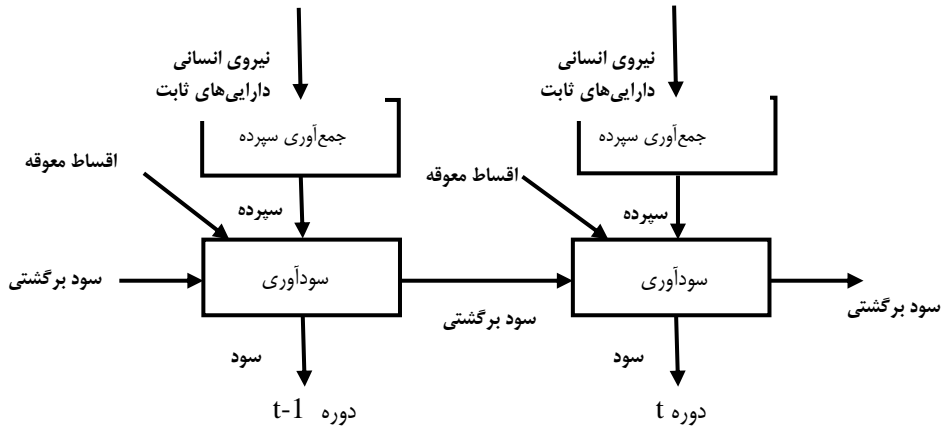 نیروی انسانی
دارایی‌های ثابت
نیروی انسانی
دارایی‌های ثابت
جمع‌آوری سپرده
جمع‌آوری سپرده
اقساط معوقه
اقساط معوقه
سپرده
سپرده
سود برگشتی
سودآوری
سود برگشتی
سودآوری
سود برگشتی
سود
سود
دوره t-1
دوره t